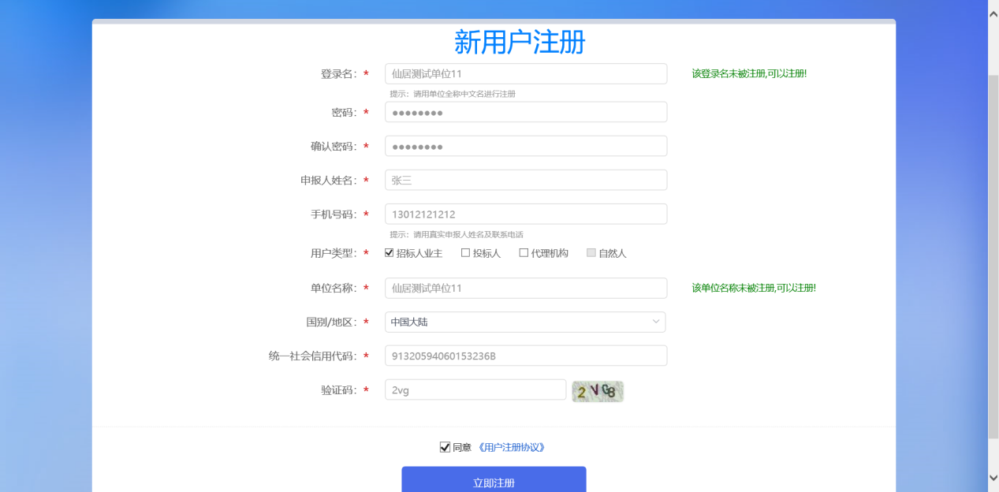 新用户注册
登录名：* 仙居测试单位11 该登录名未被注册,可以注册!
提示：请用单位全称中文名进行注册
密码：* ●●●●●●●●
确认密码：* ●●●●●●●●
申报人姓名：* 张三
手机号码：* 13012121212
提示：请用真实申报人姓名及联系电话
用户类型：* 招标人业主 投标人 代理机构 自然人
单位名称：* 仙居测试单位11 该单位名称未被注册,可以注册!
国别/地区：* 中国大陆
统一社会信用代码：* 91320594060153236B
验证码：* 2vg 2VG8
同意 《用户注册协议》
立即注册